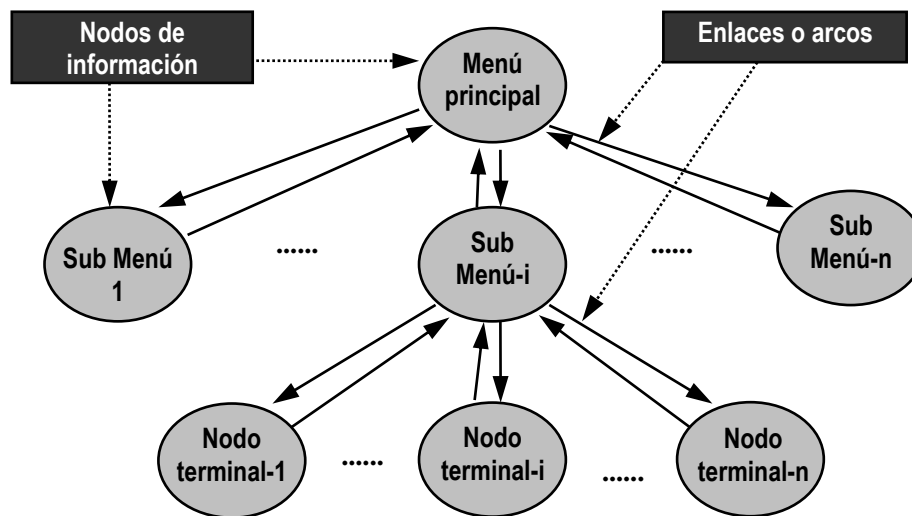 Nodos de
información
Enlaces o arcos
Menú
principal
Sub Menú
1
......
Sub
Menú-i
......
Sub
Menú-n
Nodo
terminal-1
......
Nodo
terminal-i
......
Nodo
terminal-n